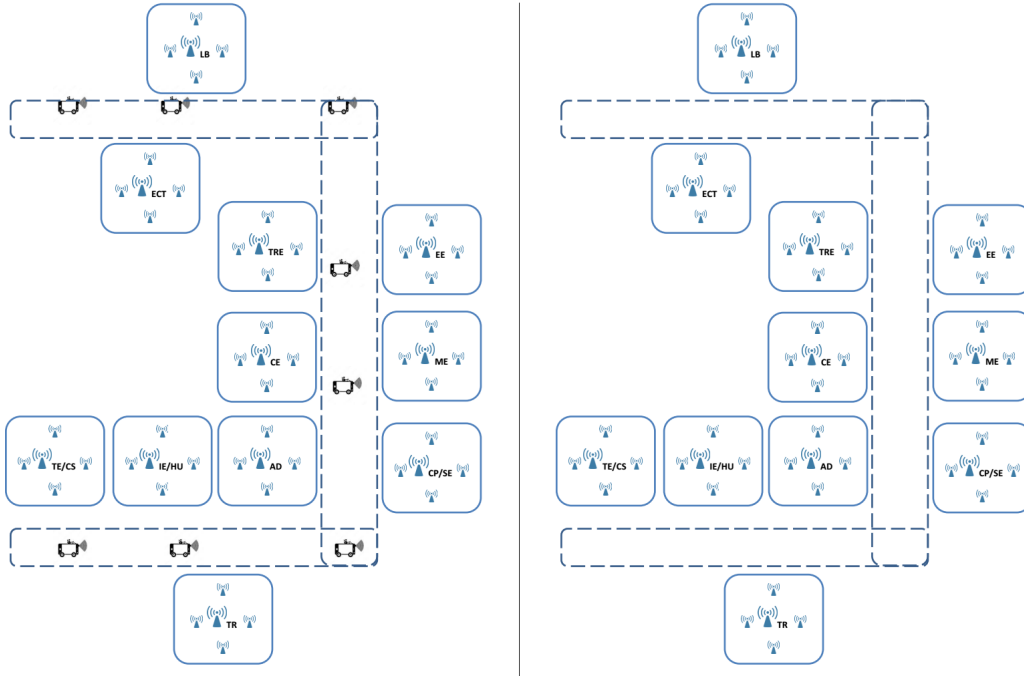 LB
ECT
TRE
EE
CE
ME
TE/CS
IE/HU
AD
CP/SE
TR
LB
ECT
TRE
EE
CE
ME
TE/CS
IE/HU
AD
CP/SE
TR